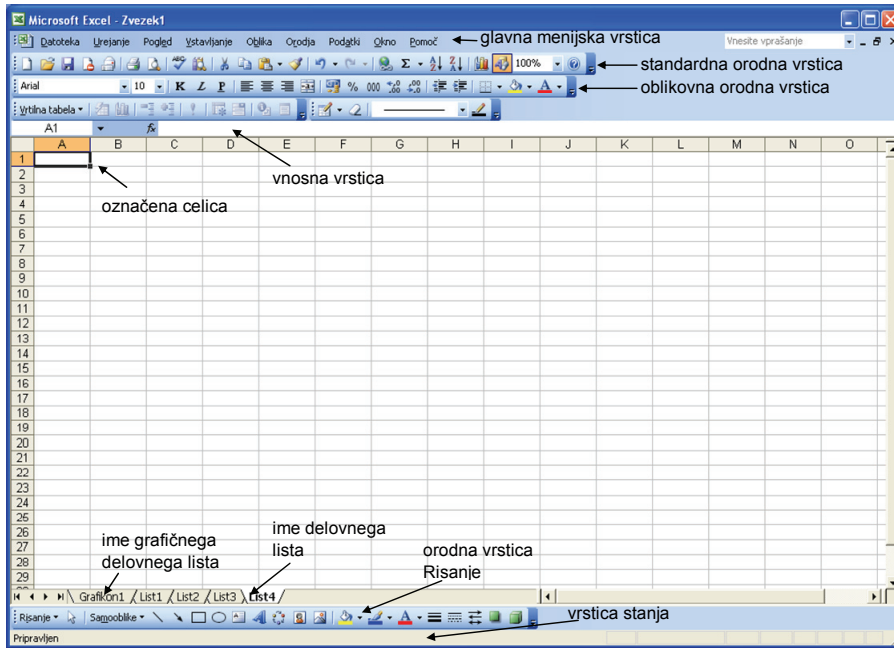 Microsoft Excel - Zvezek1
Datoteka Urejanje Pogled Vstavljanje Oblika Orodja Podatki Okno Pomoč
glavna menijska vrstica
Vnesite vprašanje
100%
standardna orodna vrstica
Arial 10 K L P % 000
oblikovna orodna vrstica
Vrtilna tabela
A1 fx
A B C D E F G H I J K L M N O
1
2
vnosna vrstica
3
4
označena celica
5
6
7
8
9
10
11
12
13
14
15
16
17
18
19
20
21
22
23
24
25
26
27
28
29
ime grafičnega
delovnega lista
ime delovnega
lista
orodna vrstica
Risanje
Grafikon1 List1 List2 List3 List4
Risanje Samooblike
vrstica stanja
Pripravljen